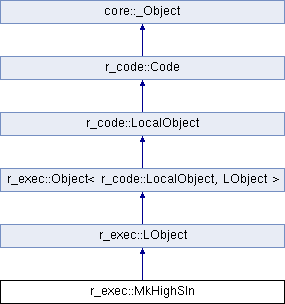 core::_Object
r_code::Code
r_code::LocalObject
r_exec::Object< r_code::LocalObject, LObject >
r_exec::LObject
r_exec::MkHighSln